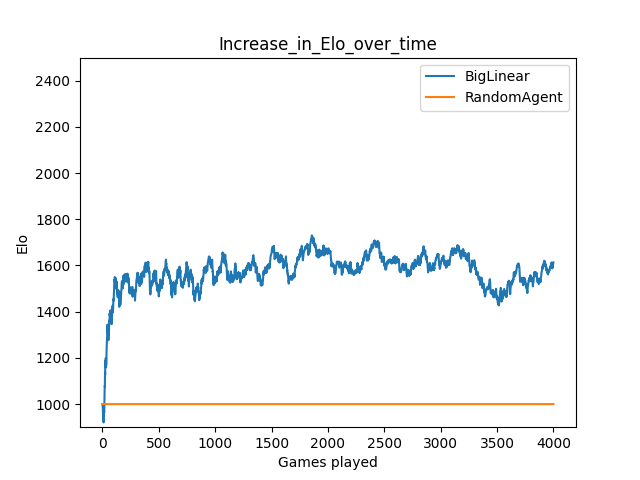 Increase_in_Elo_over_time
BigLinear
RandomAgent
2400
2200
2000
1800
1600
1400
1200
1000
Elo
0 500 1000 1500 2000 2500 3000 3500 4000
Games played